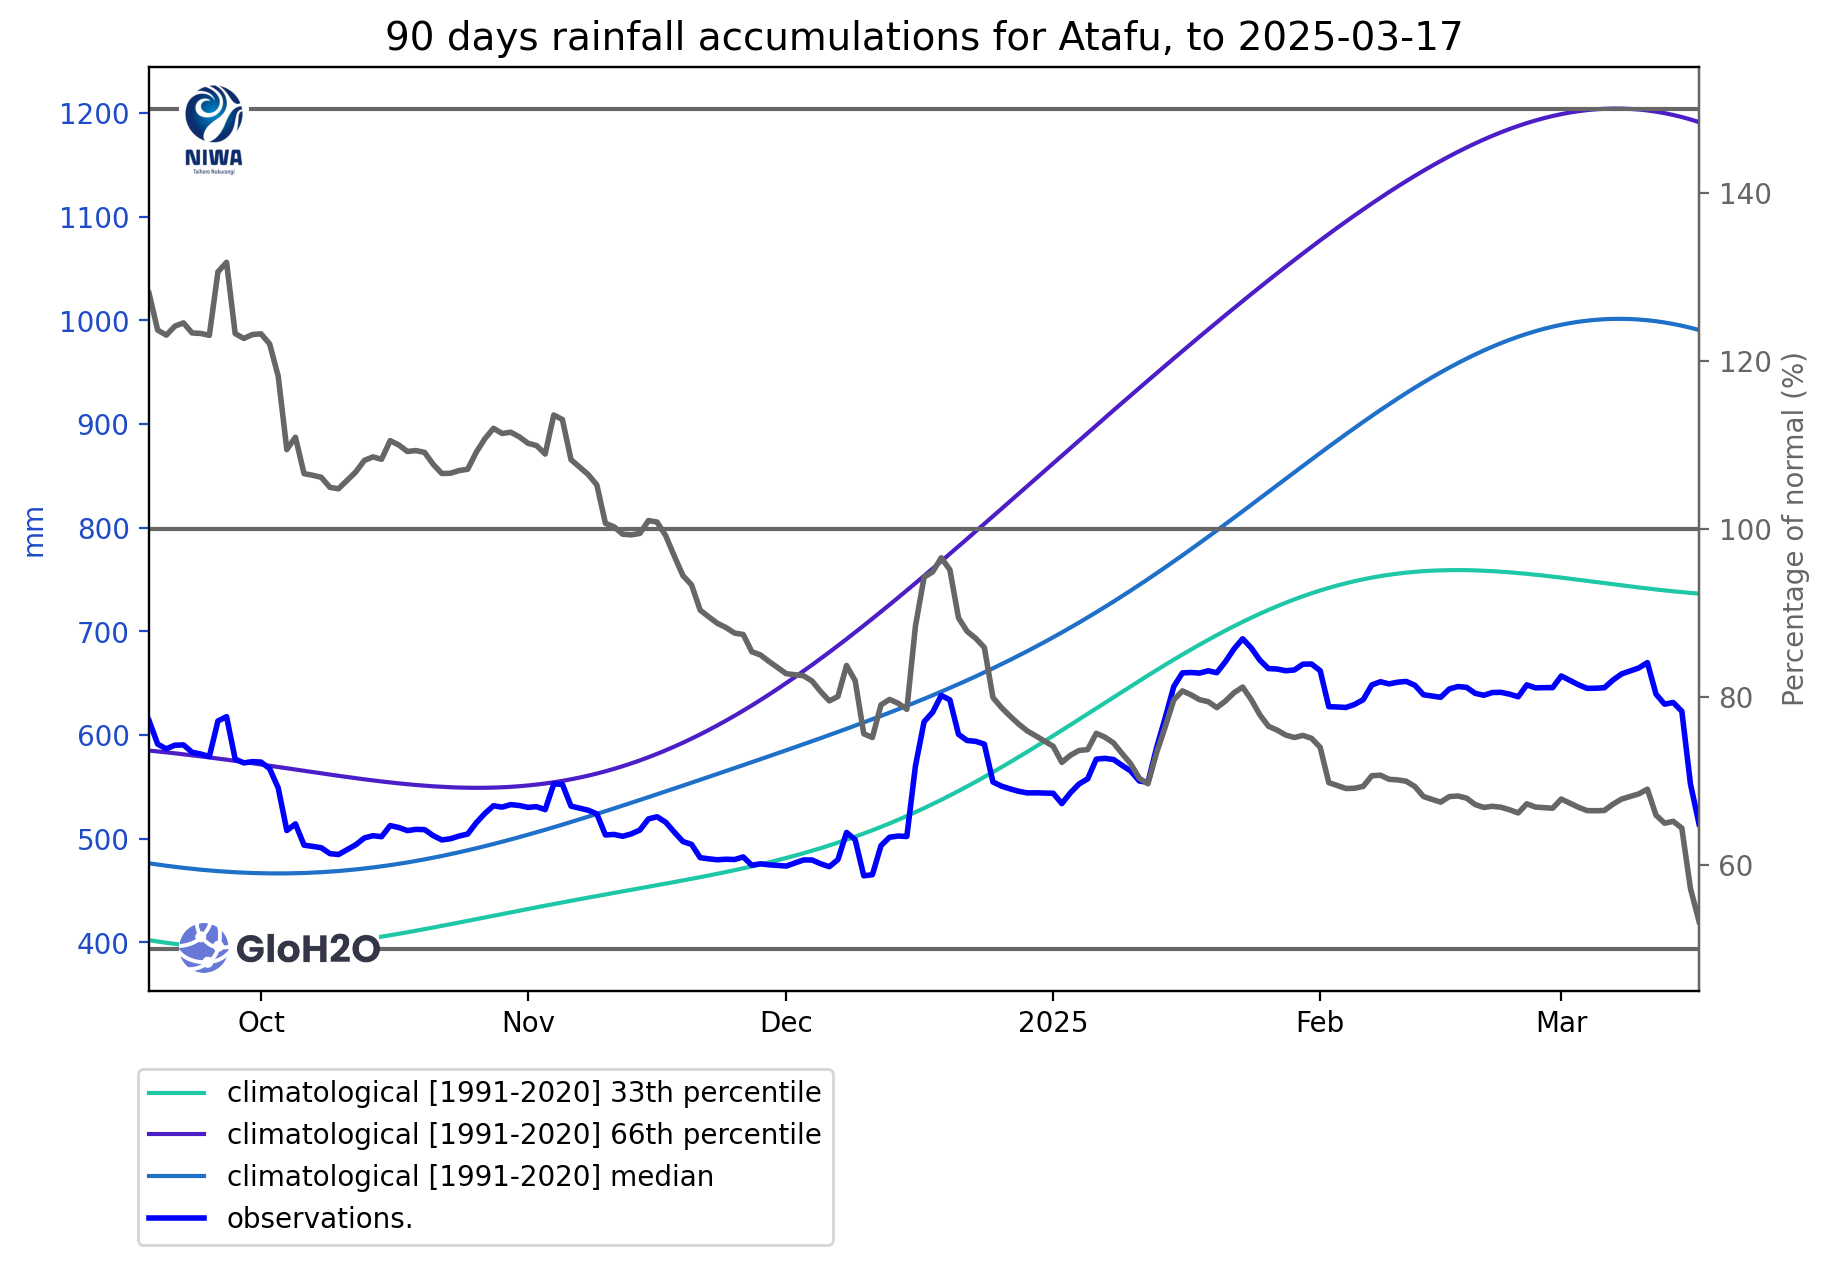 90 days rainfall accumulations for Atafu, to 2025-03-17
NIWA
Taihoro Nukurangi
1200
1100
1000
900
800
700
600
500
400
mm
140
120
100
80
60
Percentage of normal (%)
GloH2O
Oct
Nov
Dec
2025
Feb
Mar
climatological [1991-2020] 33th percentile
climatological [1991-2020] 66th percentile
climatological [1991-2020] median
observations.